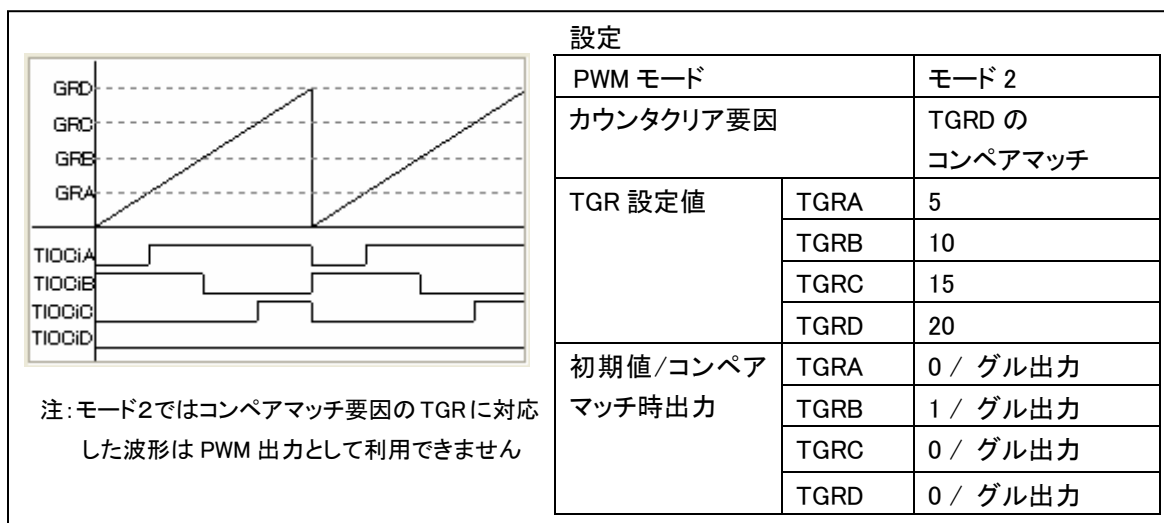 GRD
GRC
GRB
GRA
TIOCiA
TIOCiB
TIOCiC
TIOCiD
注:モード2ではコンペアマッチ要因のTGRに対応
した波形は PWM 出力として利用できません
設定
PWM モード モード 2
カウンタクリア要因 TGRD の
コンペアマッチ
TGR 設定値 TGRA 5
TGRB 10
TGRC 15
TGRD 20
初期値/コンペア TGRA 0 / グル出力
マッチ時出力 TGRB 1 / グル出力
TGRC 0 / グル出力
TGRD 0 / グル出力